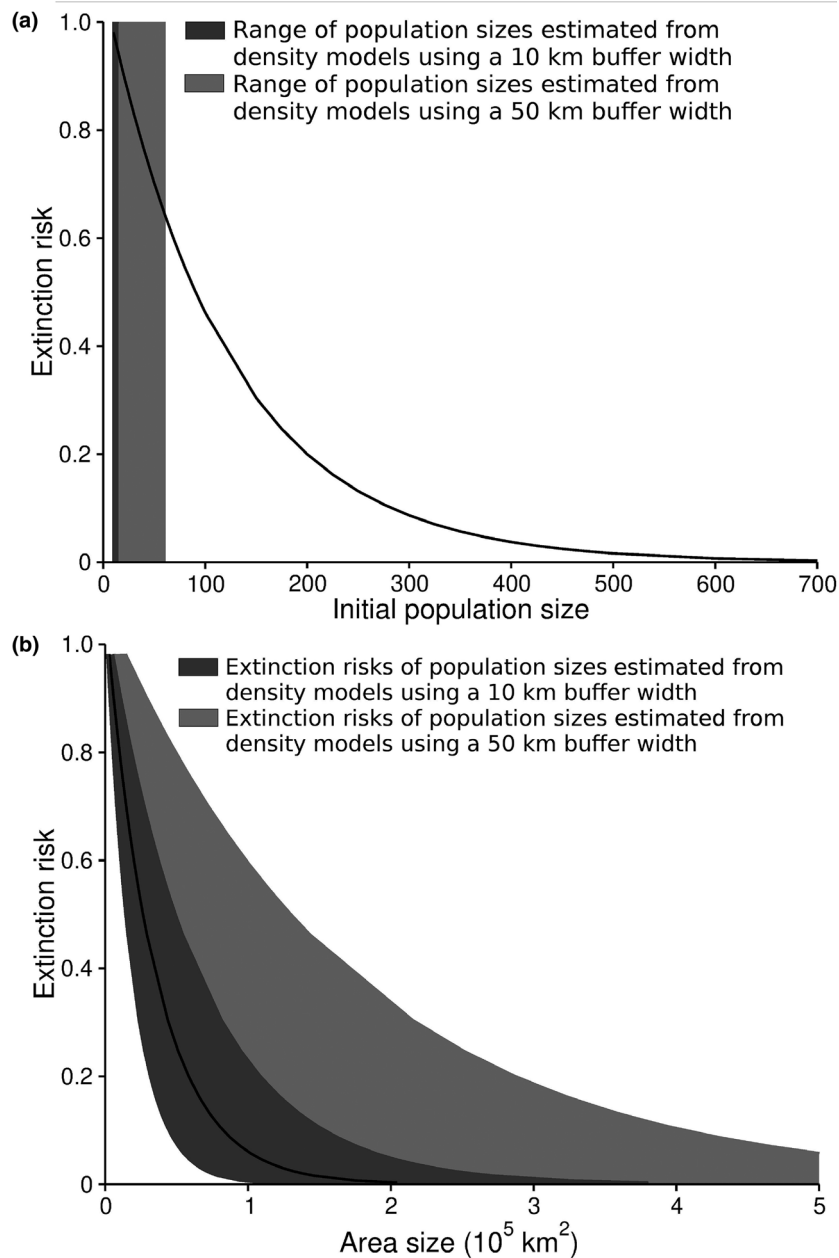 (a)
Range of population sizes estimated from
density models using a 10 km buffer width
Range of population sizes estimated from
density models using a 50 km buffer width
Extinction risk
1.0
0.8
0.6
0.4
0.2
0
0 100 200 300 400 500 600 700
Initial population size
(b)
Extinction risks of population sizes estimated from
density models using a 10 km buffer width
Extinction risks of population sizes estimated from
density models using a 50 km buffer width
Extinction risk
1.0
0.8
0.6
0.4
0.2
0
0 1 2 3 4 5
Area size (10⁵ km²)